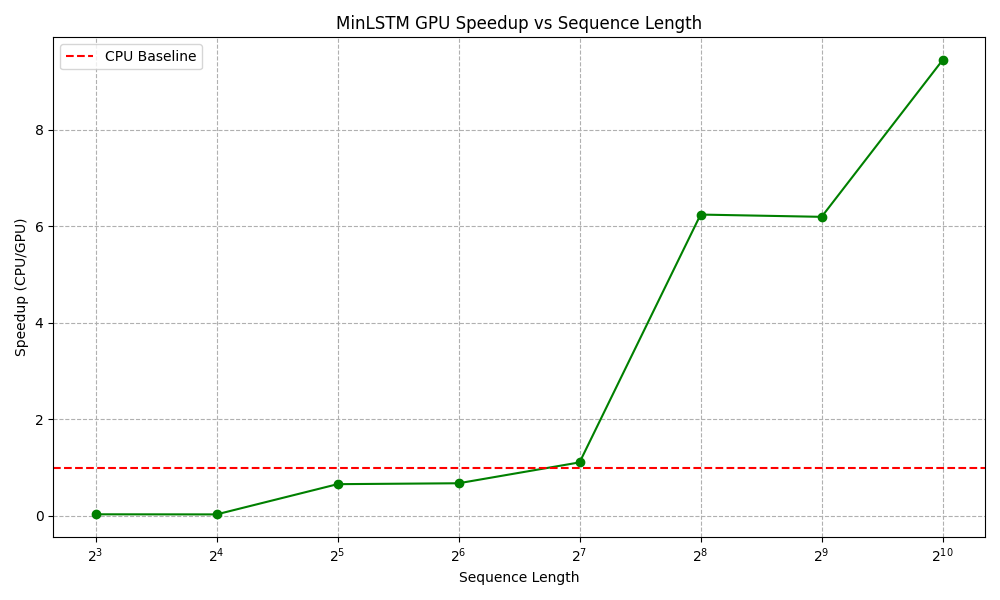 MinLSTM GPU Speedup vs Sequence Length
CPU Baseline
Speedup (CPU/GPU)
8
6
4
2
0
2³ 2⁴ 2⁵ 2⁶ 2⁷ 2⁸ 2⁹ 2¹⁰
Sequence Length